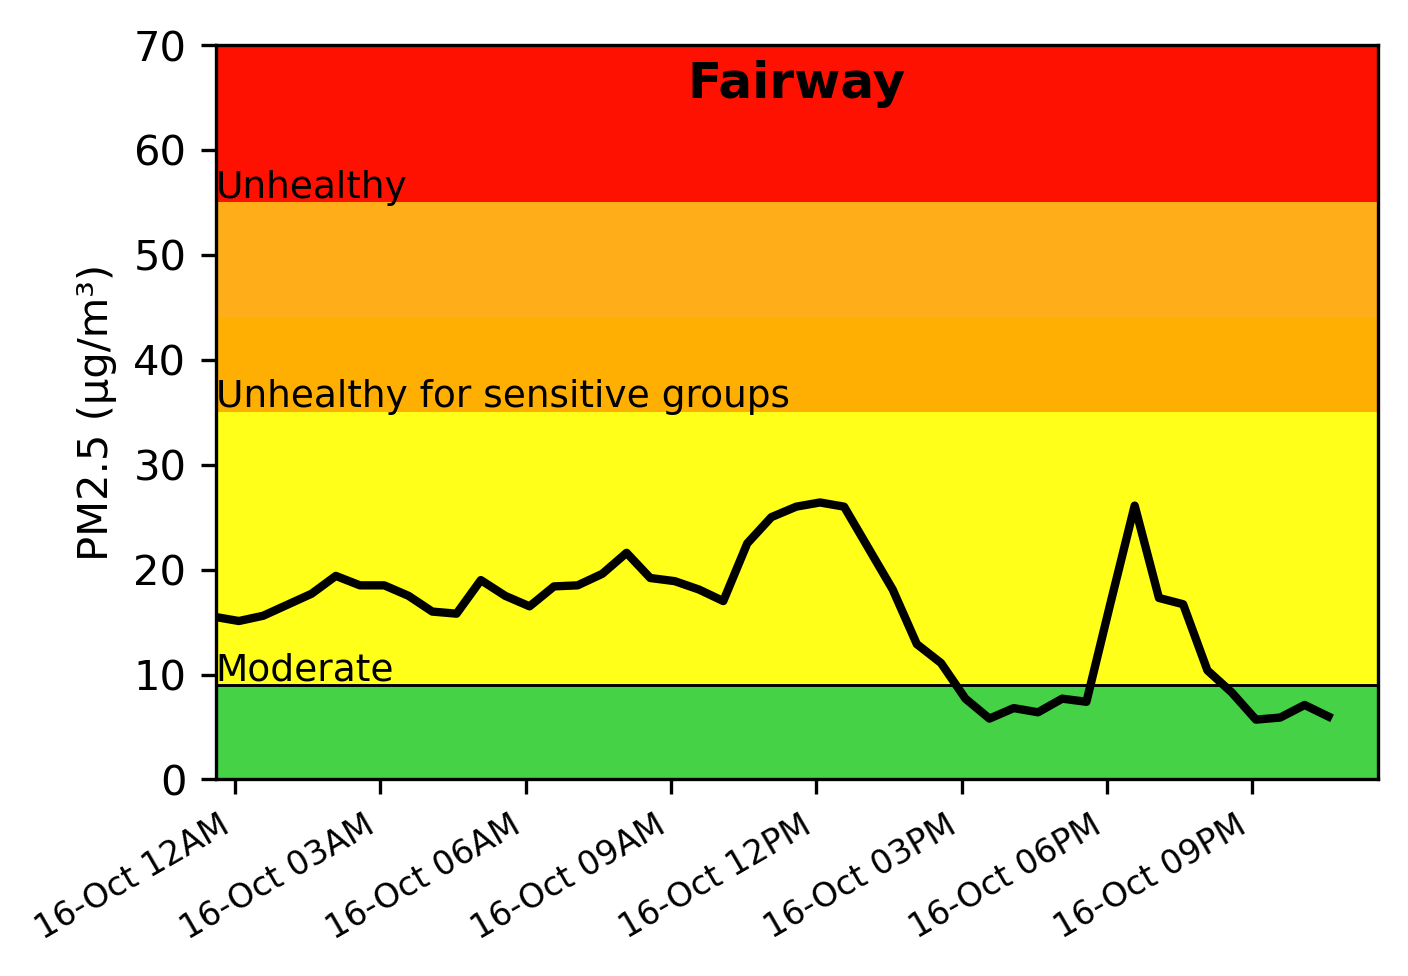 Fairway
PM2.5 (µg/m³)
70
60
Unhealthy
50
40
Unhealthy for sensitive groups
30
20
Moderate
10
0
16-Oct 12AM
16-Oct 03AM
16-Oct 06AM
16-Oct 09AM
16-Oct 12PM
16-Oct 03PM
16-Oct 06PM
16-Oct 09PM